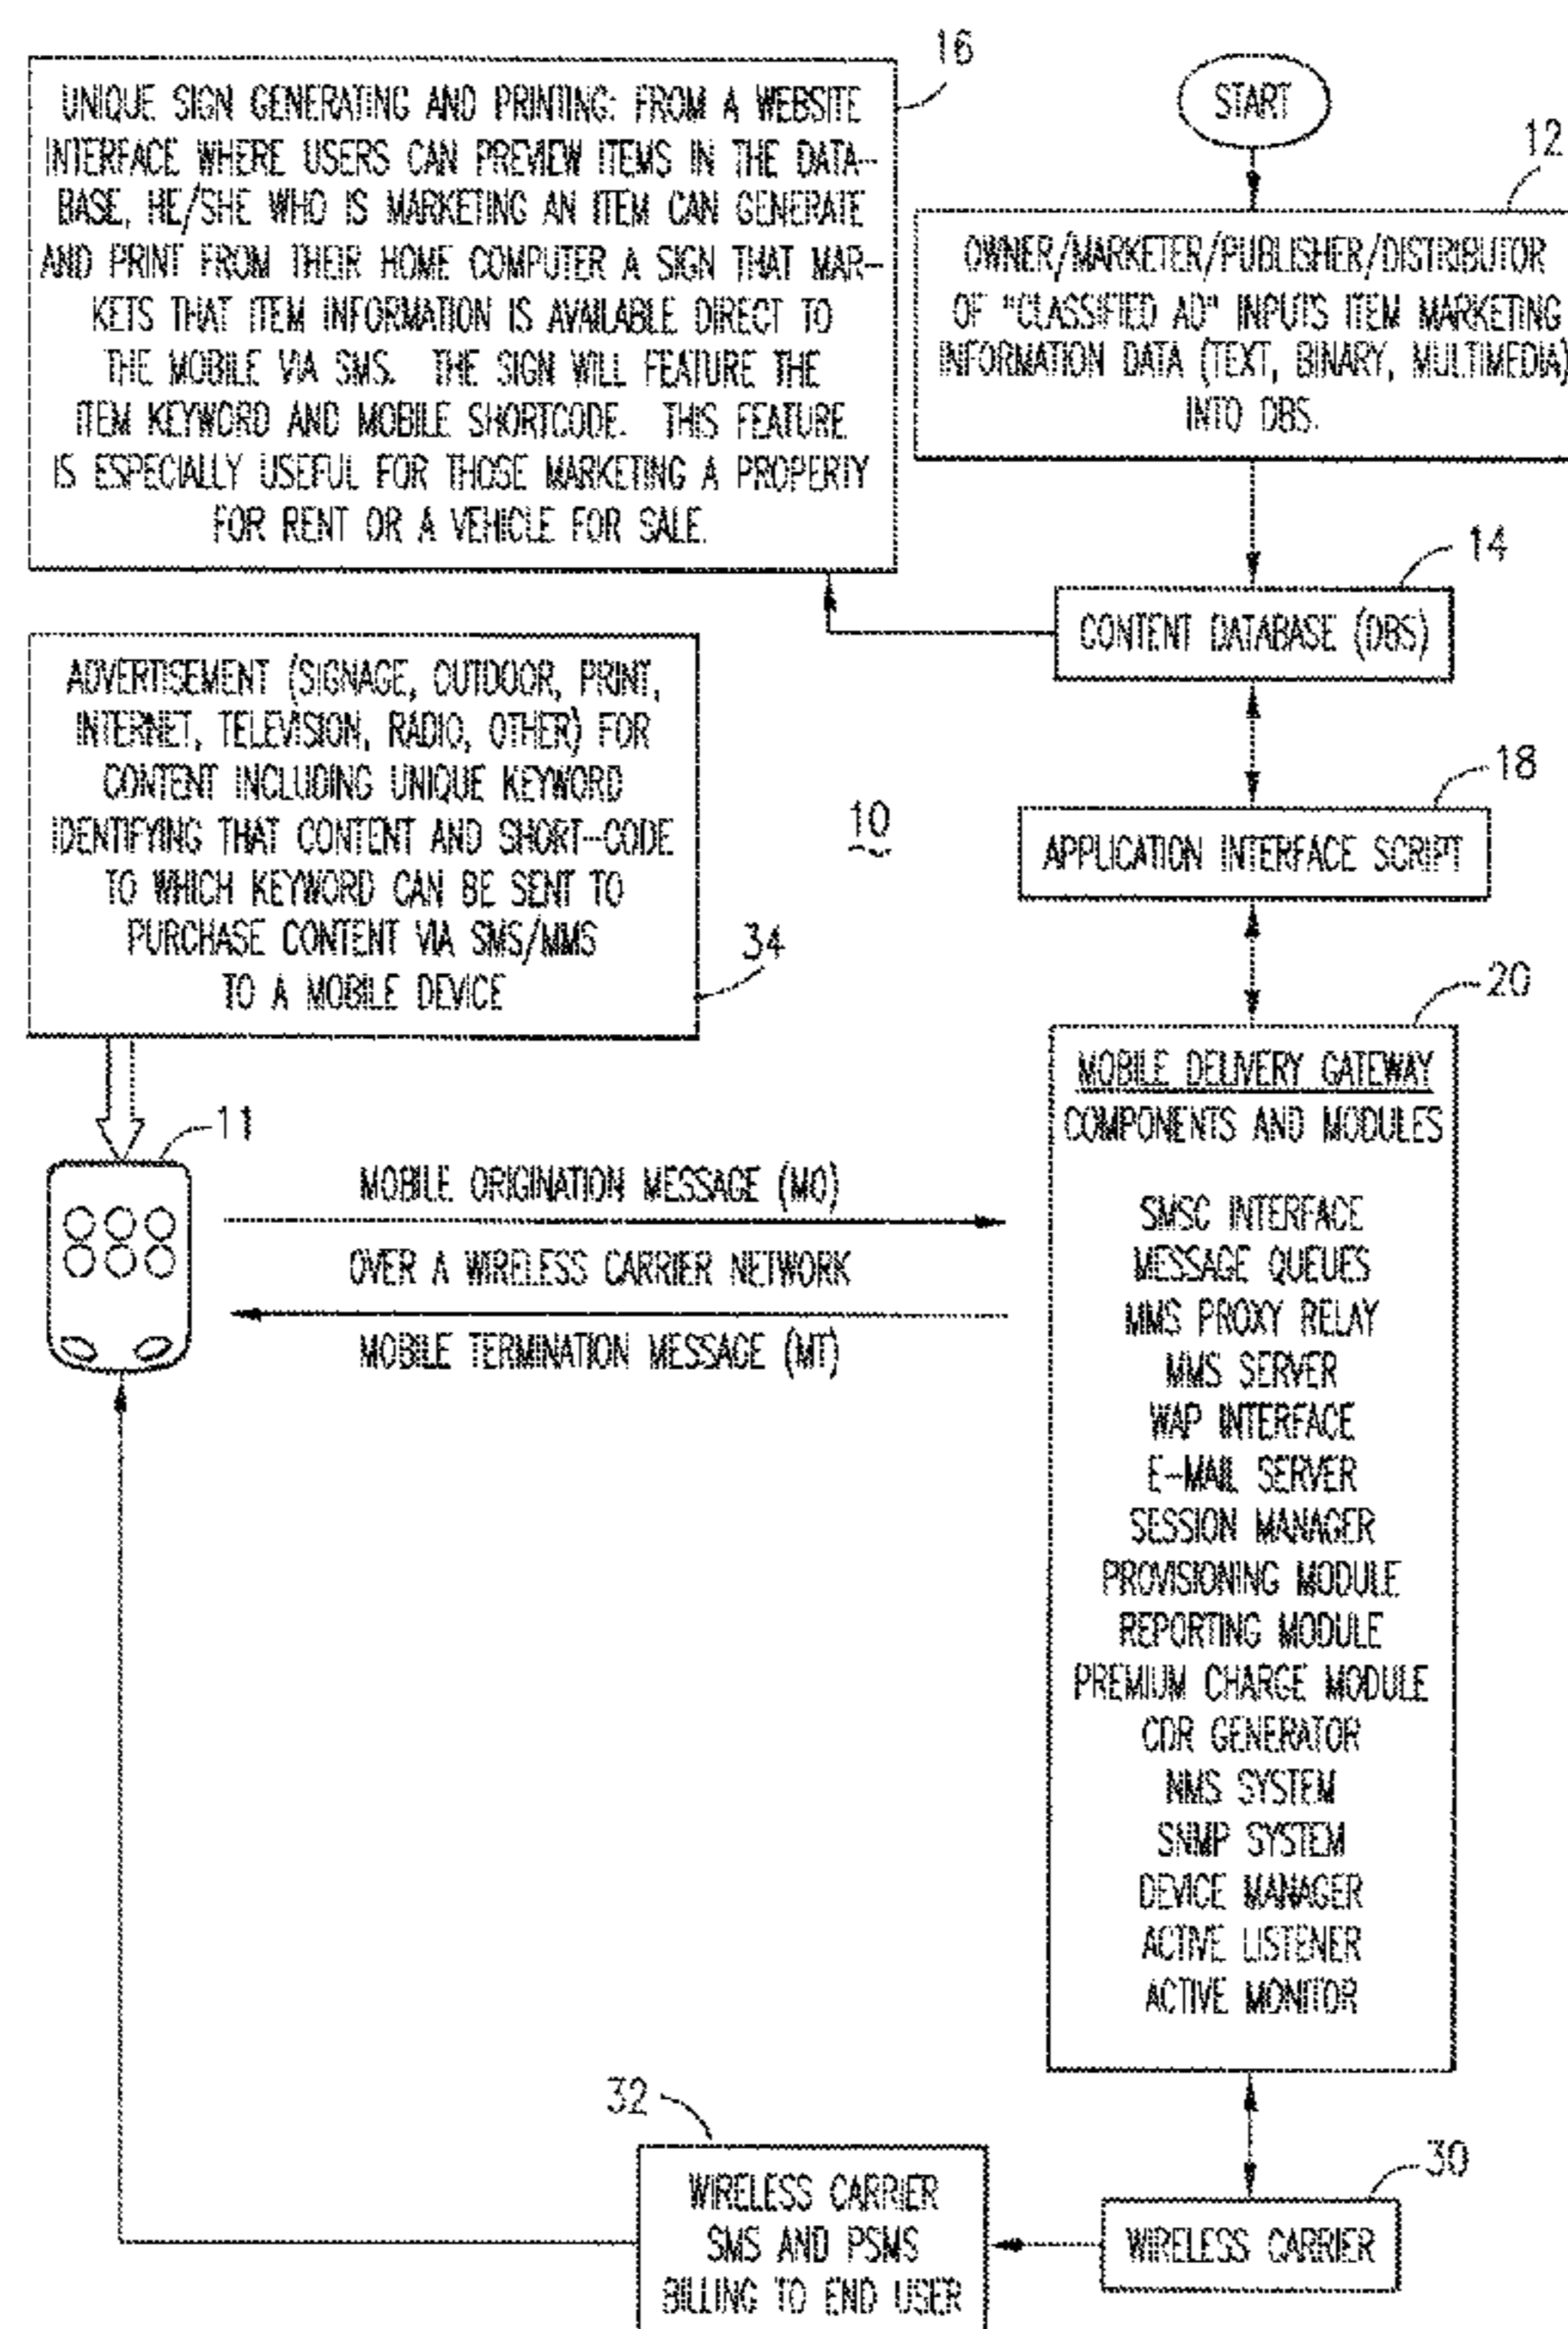 16
UNIQUE SIGN GENERATING AND PRINTING: FROM A WEBSITE
INTERFACE WHERE USERS CAN PREVIEW ITEMS IN THE DATA-
BASE, HE/SHE WHO IS MARKETING AN ITEM CAN GENERATE
AND PRINT FROM THEIR HOME COMPUTER A SIGN THAT MAR-
KETS THAT ITEM INFORMATION IS AVAILABLE DIRECT TO
THE MOBILE VIA SMS. THE SIGN WILL FEATURE THE
ITEM KEYWORD AND MOBILE SHORTCODE. THIS FEATURE
IS ESPECIALLY USEFUL FOR THOSE MARKETING A PROPERTY
FOR RENT OR A VEHICLE FOR SALE.
START
12
OWNER/MARKETER/PUBLISHER/DISTRIBUTOR
OF "CLASSIFIED AD" INPUTS ITEM MARKETING
INFORMATION DATA (TEXT, BINARY, MULTIMEDIA)
INTO DBS.
14
CONTENT DATABASE (DBS)
ADVERTISEMENT (SIGNAGE, OUTDOOR, PRINT,
INTERNET, TELEVISION, RADIO, OTHER) FOR
CONTENT INCLUDING UNIQUE KEYWORD
IDENTIFYING THAT CONTENT AND SHORT-CODE
TO WHICH KEYWORD CAN BE SENT TO
PURCHASE CONTENT VIA SMS/MMS
TO A MOBILE DEVICE
34
10
18
APPLICATION INTERFACE SCRIPT
20
MOBILE DELIVERY GATEWAY
COMPONENTS AND MODULES
SMSC INTERFACE
MESSAGE QUEUES
MMS PROXY RELAY
MMS SERVER
WAP INTERFACE
E-MAIL SERVER
SESSION MANAGER
PROVISIONING MODULE
REPORTING MODULE
PREMIUM CHARGE MODULE
CDR GENERATOR
NMS SYSTEM
SNMP SYSTEM
DEVICE MANAGER
ACTIVE LISTENER
ACTIVE MONITOR
11
MOBILE ORIGINATION MESSAGE (MO)
OVER A WIRELESS CARRIER NETWORK
MOBILE TERMINATION MESSAGE (MT)
32
WIRELESS CARRIER
SMS AND PSMS
BILLING TO END USER
30
WIRELESS CARRIER